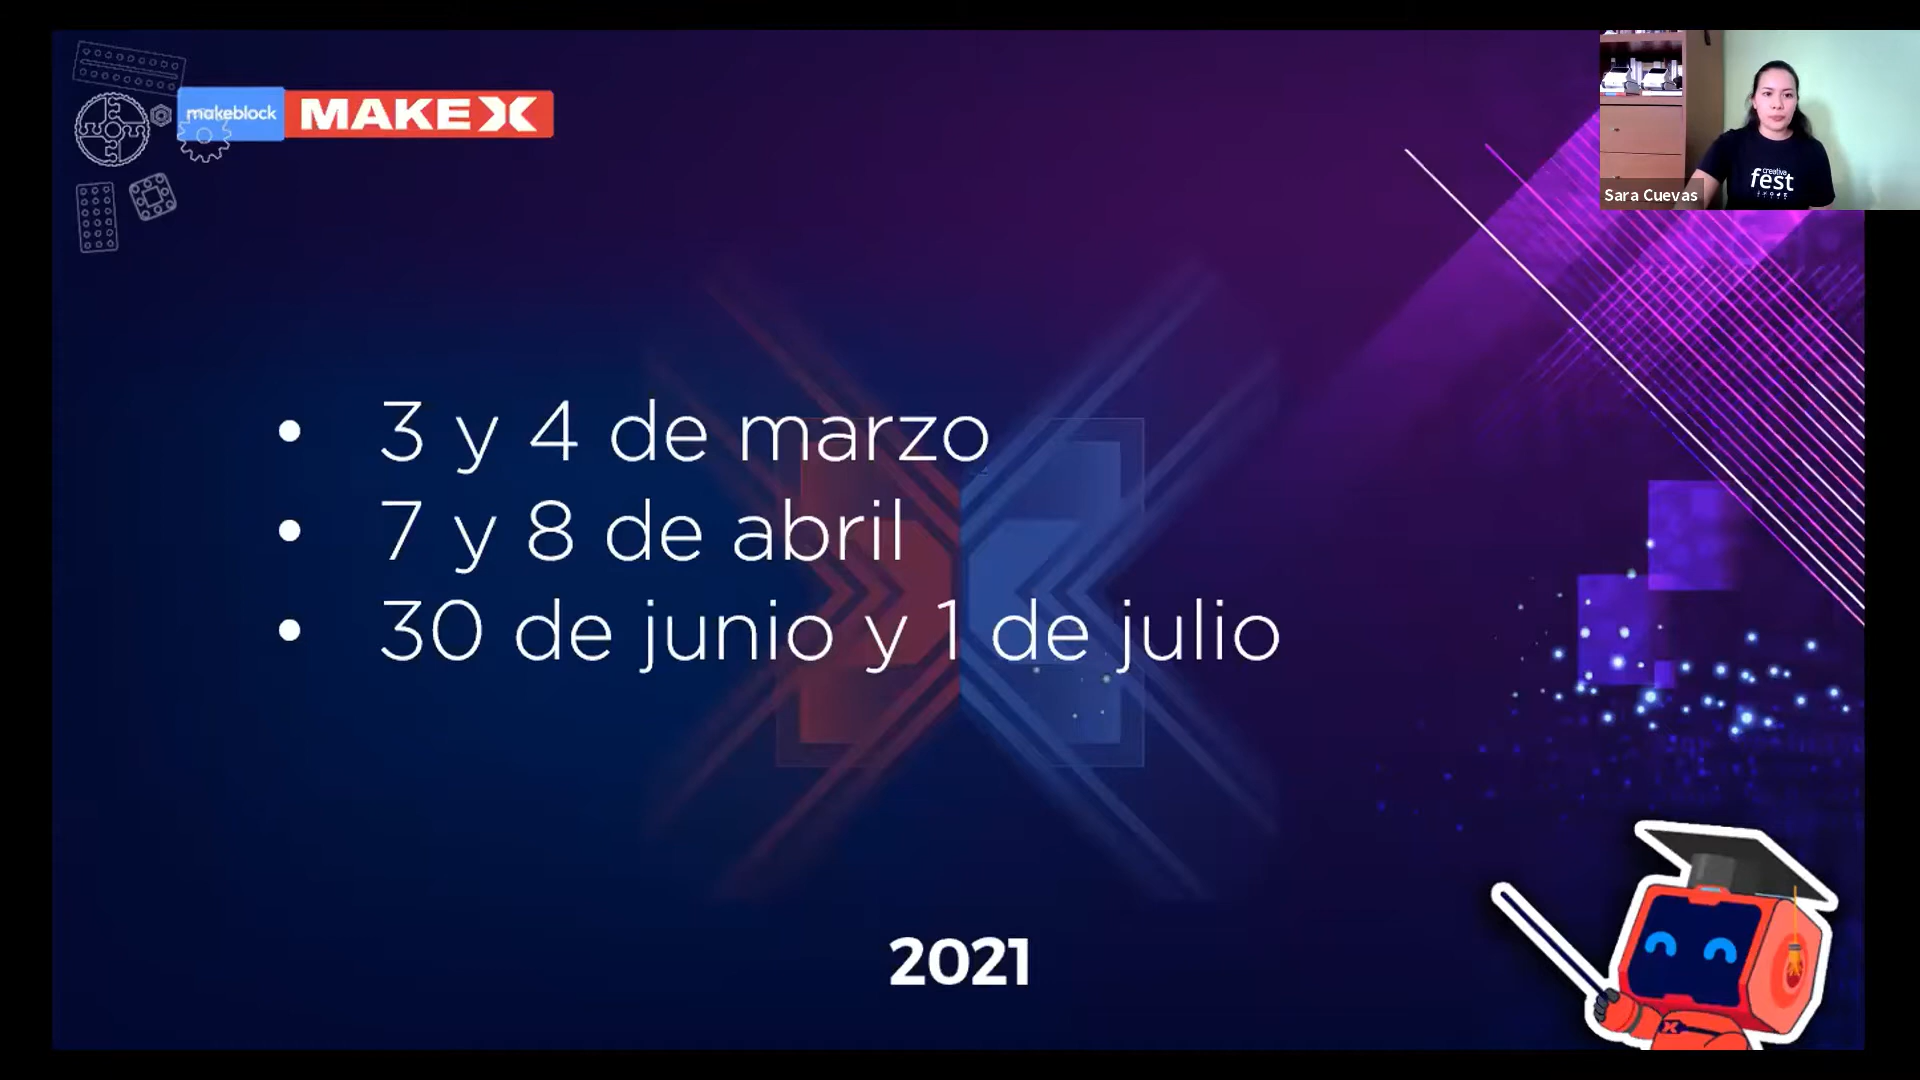 makeblock MAKE X
creative
fest
Sara Cuevas
• 3 y 4 de marzo
• 7 y 8 de abril
• 30 de junio y 1 de julio
2021